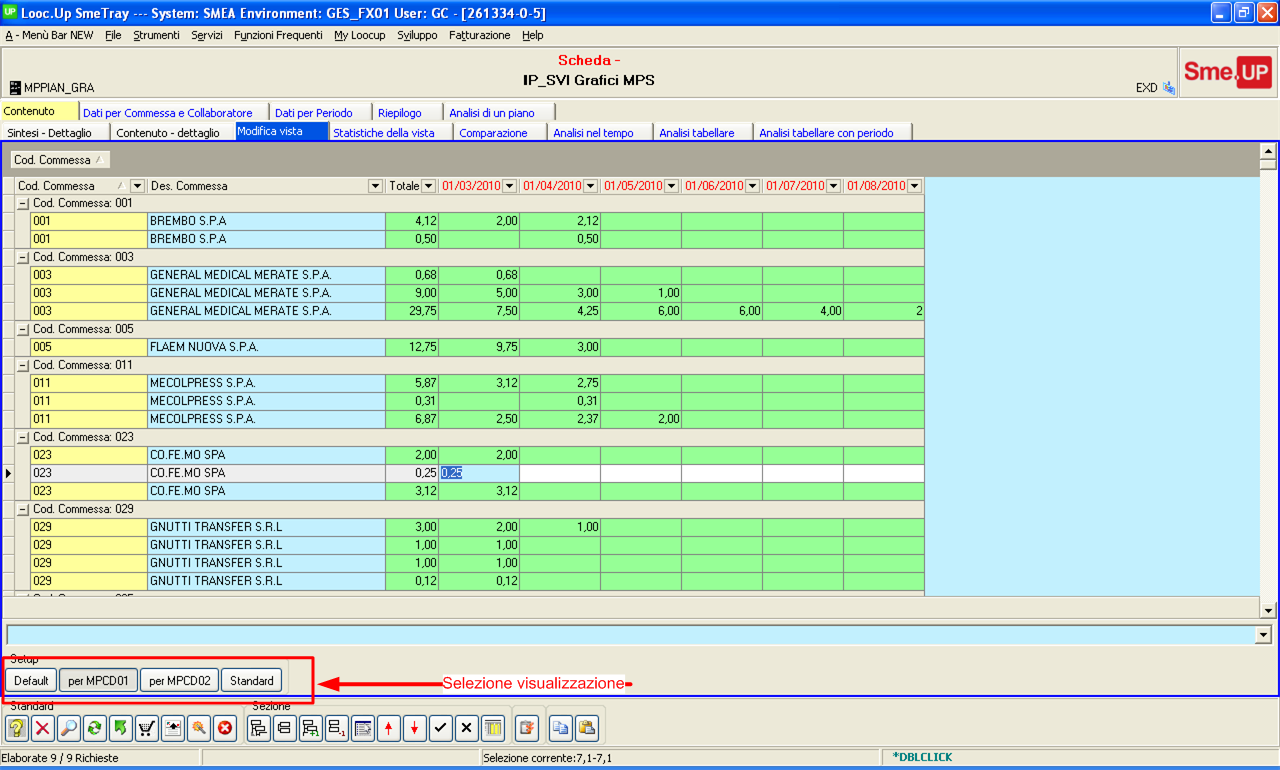 UP Looc.Up SmeTray --- System: SMEA Environment: GES_FX01 User: GC - [261334-0-5]
A - Menù Bar NEW File Strumenti Servizi Funzioni Frequenti My Loocup Sviluppo Fatturazione Help
Scheda -
IP_SVI Grafici MPS
MPPIAN_GRA
EXD
Sme.UP
Contenuto Dati per Commessa e Collaboratore Dati per Periodo Riepilogo Analisi di un piano
Sintesi - Dettaglio Contenuto - dettaglio Modifica vista Statistiche della vista Comparazione Analisi nel tempo Analisi tabellare Analisi tabellare con periodo
Cod. Commessa
Cod. Commessa Des. Commessa Totale 01/03/2010 01/04/2010 01/05/2010 01/06/2010 01/07/2010 01/08/2010
Cod. Commessa: 001
001 BREMBO S.P.A 4,12 2,00 2,12
001 BREMBO S.P.A 0,50 0,50
Cod. Commessa: 003
003 GENERAL MEDICAL MERATE S.P.A. 0,68 0,68
003 GENERAL MEDICAL MERATE S.P.A. 9,00 5,00 3,00 1,00
003 GENERAL MEDICAL MERATE S.P.A. 29,75 7,50 4,25 6,00 6,00 4,00 2
Cod. Commessa: 005
005 FLAEM NUOVA S.P.A. 12,75 9,75 3,00
Cod. Commessa: 011
011 MECOLPRESS S.P.A. 5,87 3,12 2,75
011 MECOLPRESS S.P.A. 0,31 0,31
011 MECOLPRESS S.P.A. 6,87 2,50 2,37 2,00
Cod. Commessa: 023
023 CO.FE.MO SPA 2,00 2,00
023 CO.FE.MO SPA 0,25 0,25
023 CO.FE.MO SPA 3,12 3,12
Cod. Commessa: 029
029 GNUTTI TRANSFER S.R.L 3,00 2,00 1,00
029 GNUTTI TRANSFER S.R.L 1,00 1,00
029 GNUTTI TRANSFER S.R.L 1,00 1,00
029 GNUTTI TRANSFER S.R.L 0,12 0,12
Setup
Default per MPCD01 per MPCD02 Standard
Selezione visualizzazione
Standard Sezione
Elaborate 9 / 9 Richieste Selezione corrente:7,1-7,1 *DBLCLICK